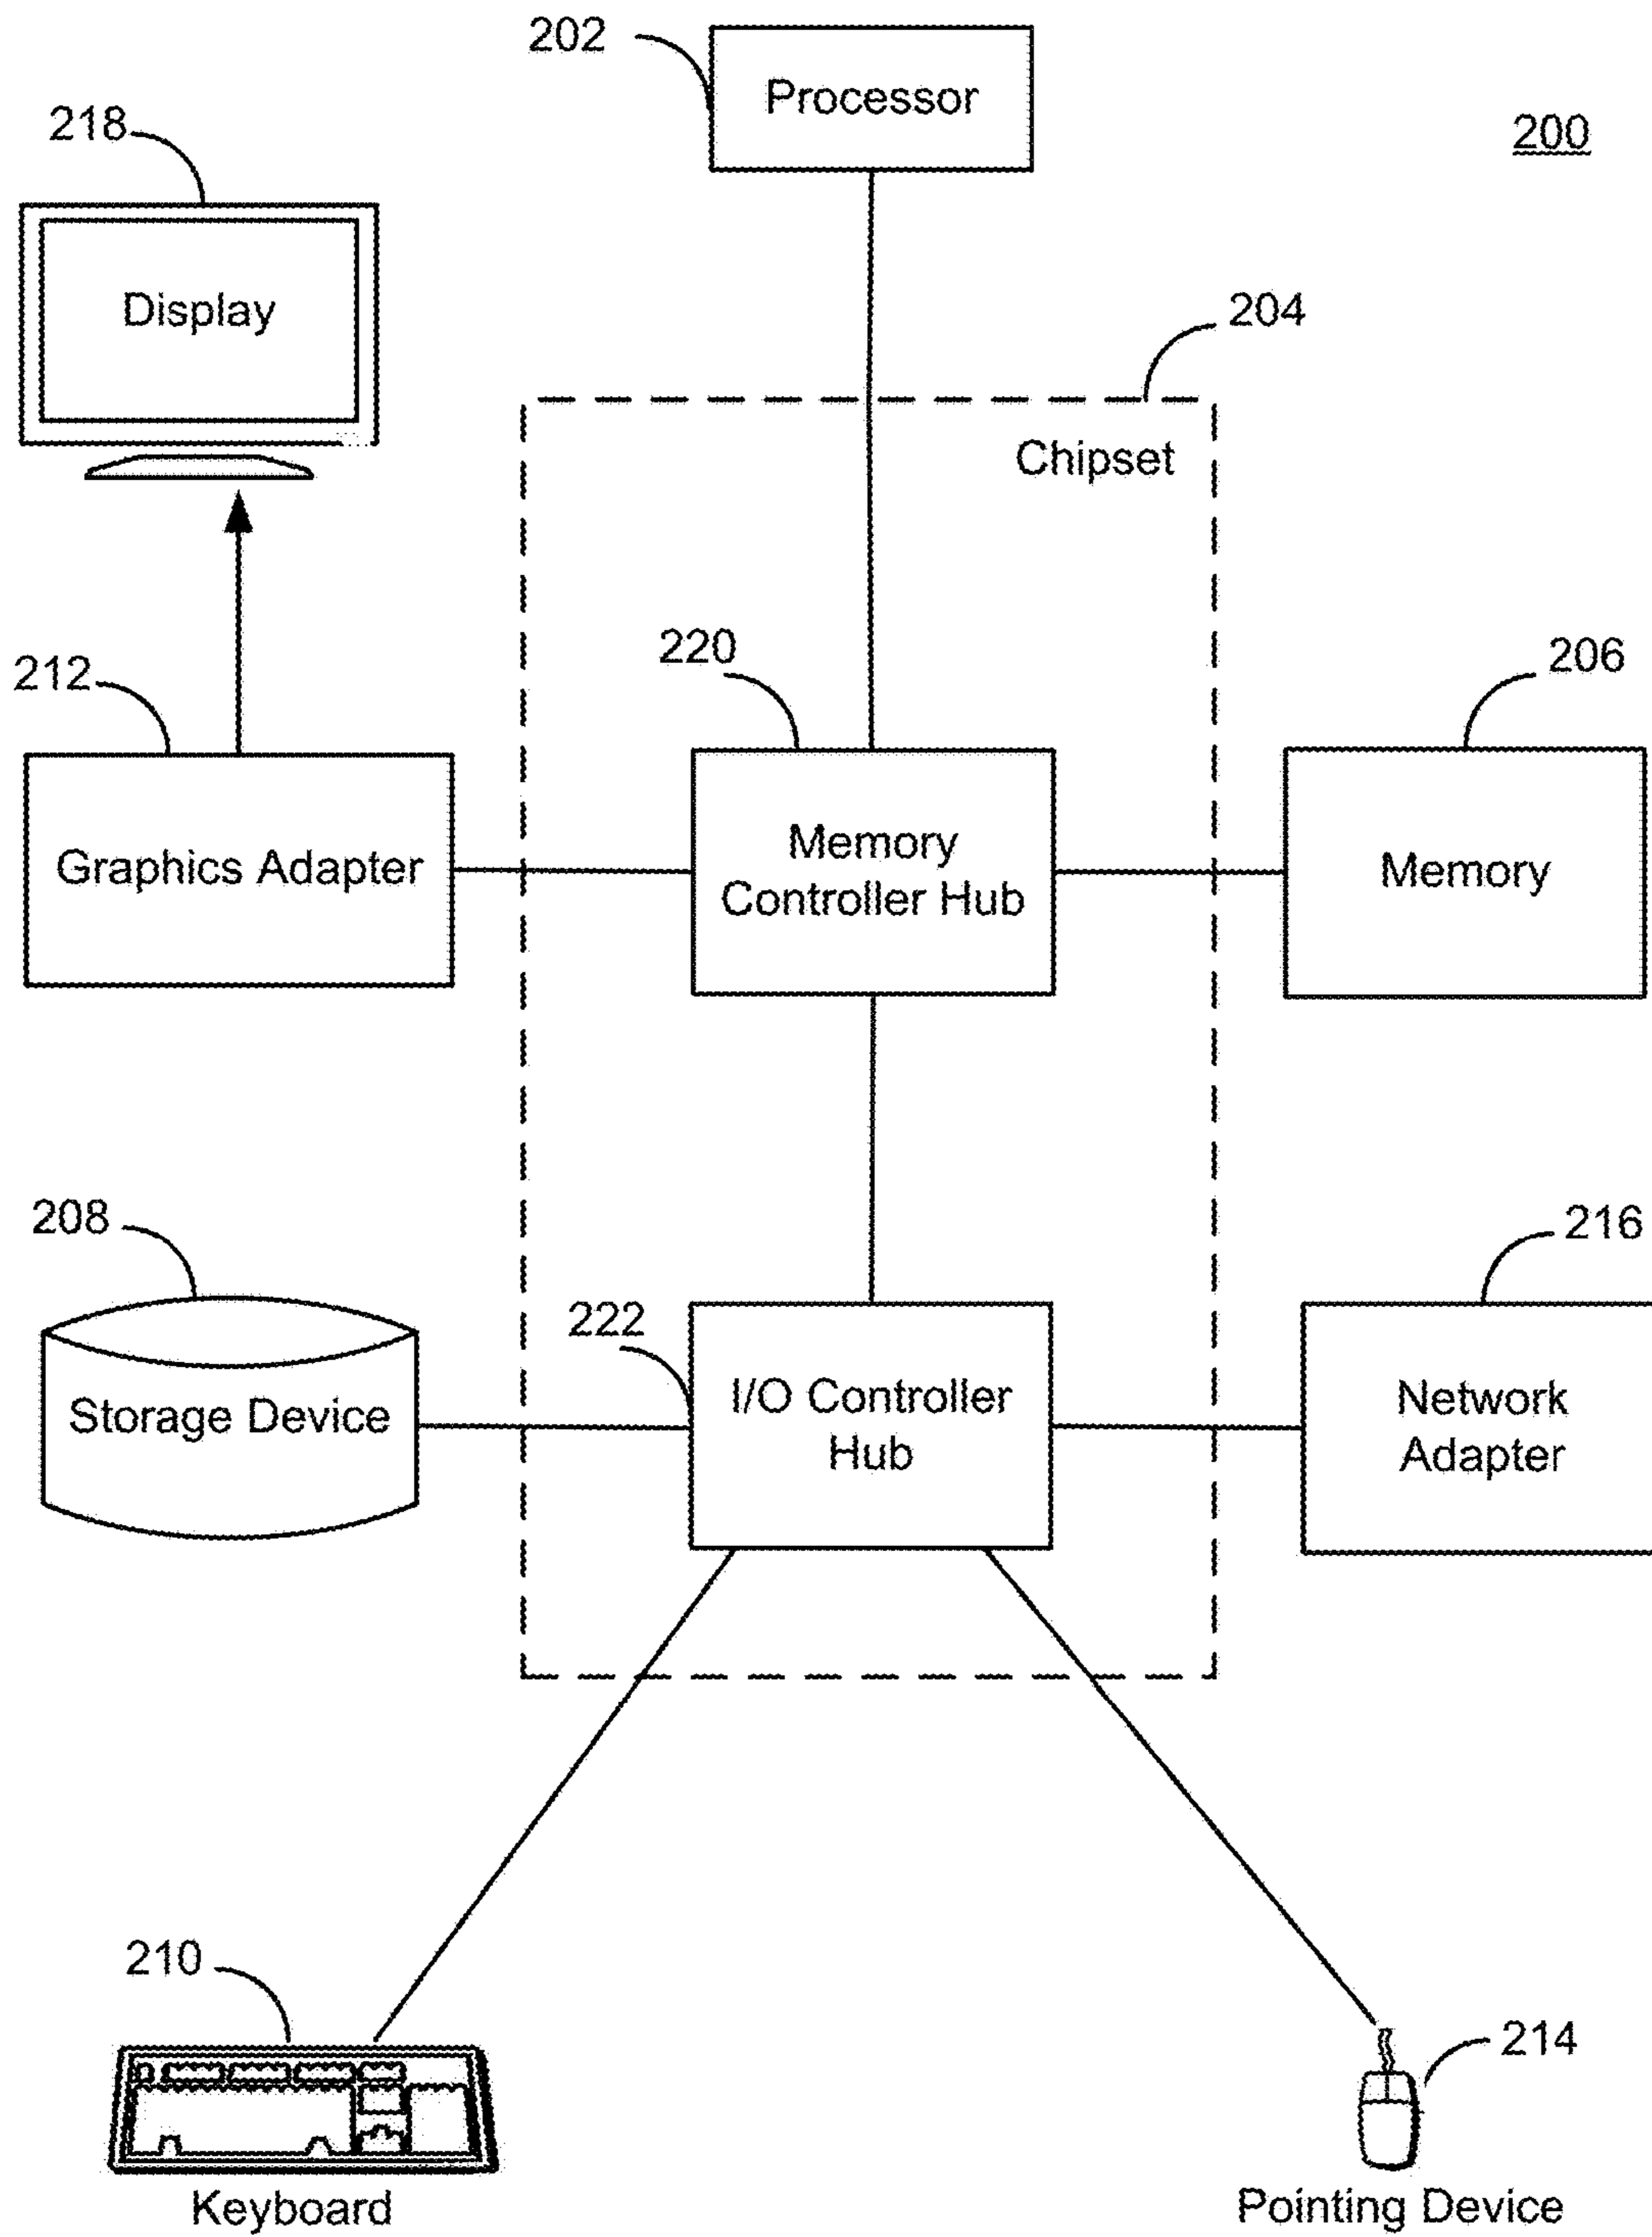 202
Processor
200
218
Display
204
Chipset
212
220
206
Graphics Adapter
Memory
Controller Hub
Memory
208
216
222
Storage Device
I/O Controller
Hub
Network
Adapter
210
214
Keyboard
Pointing Device